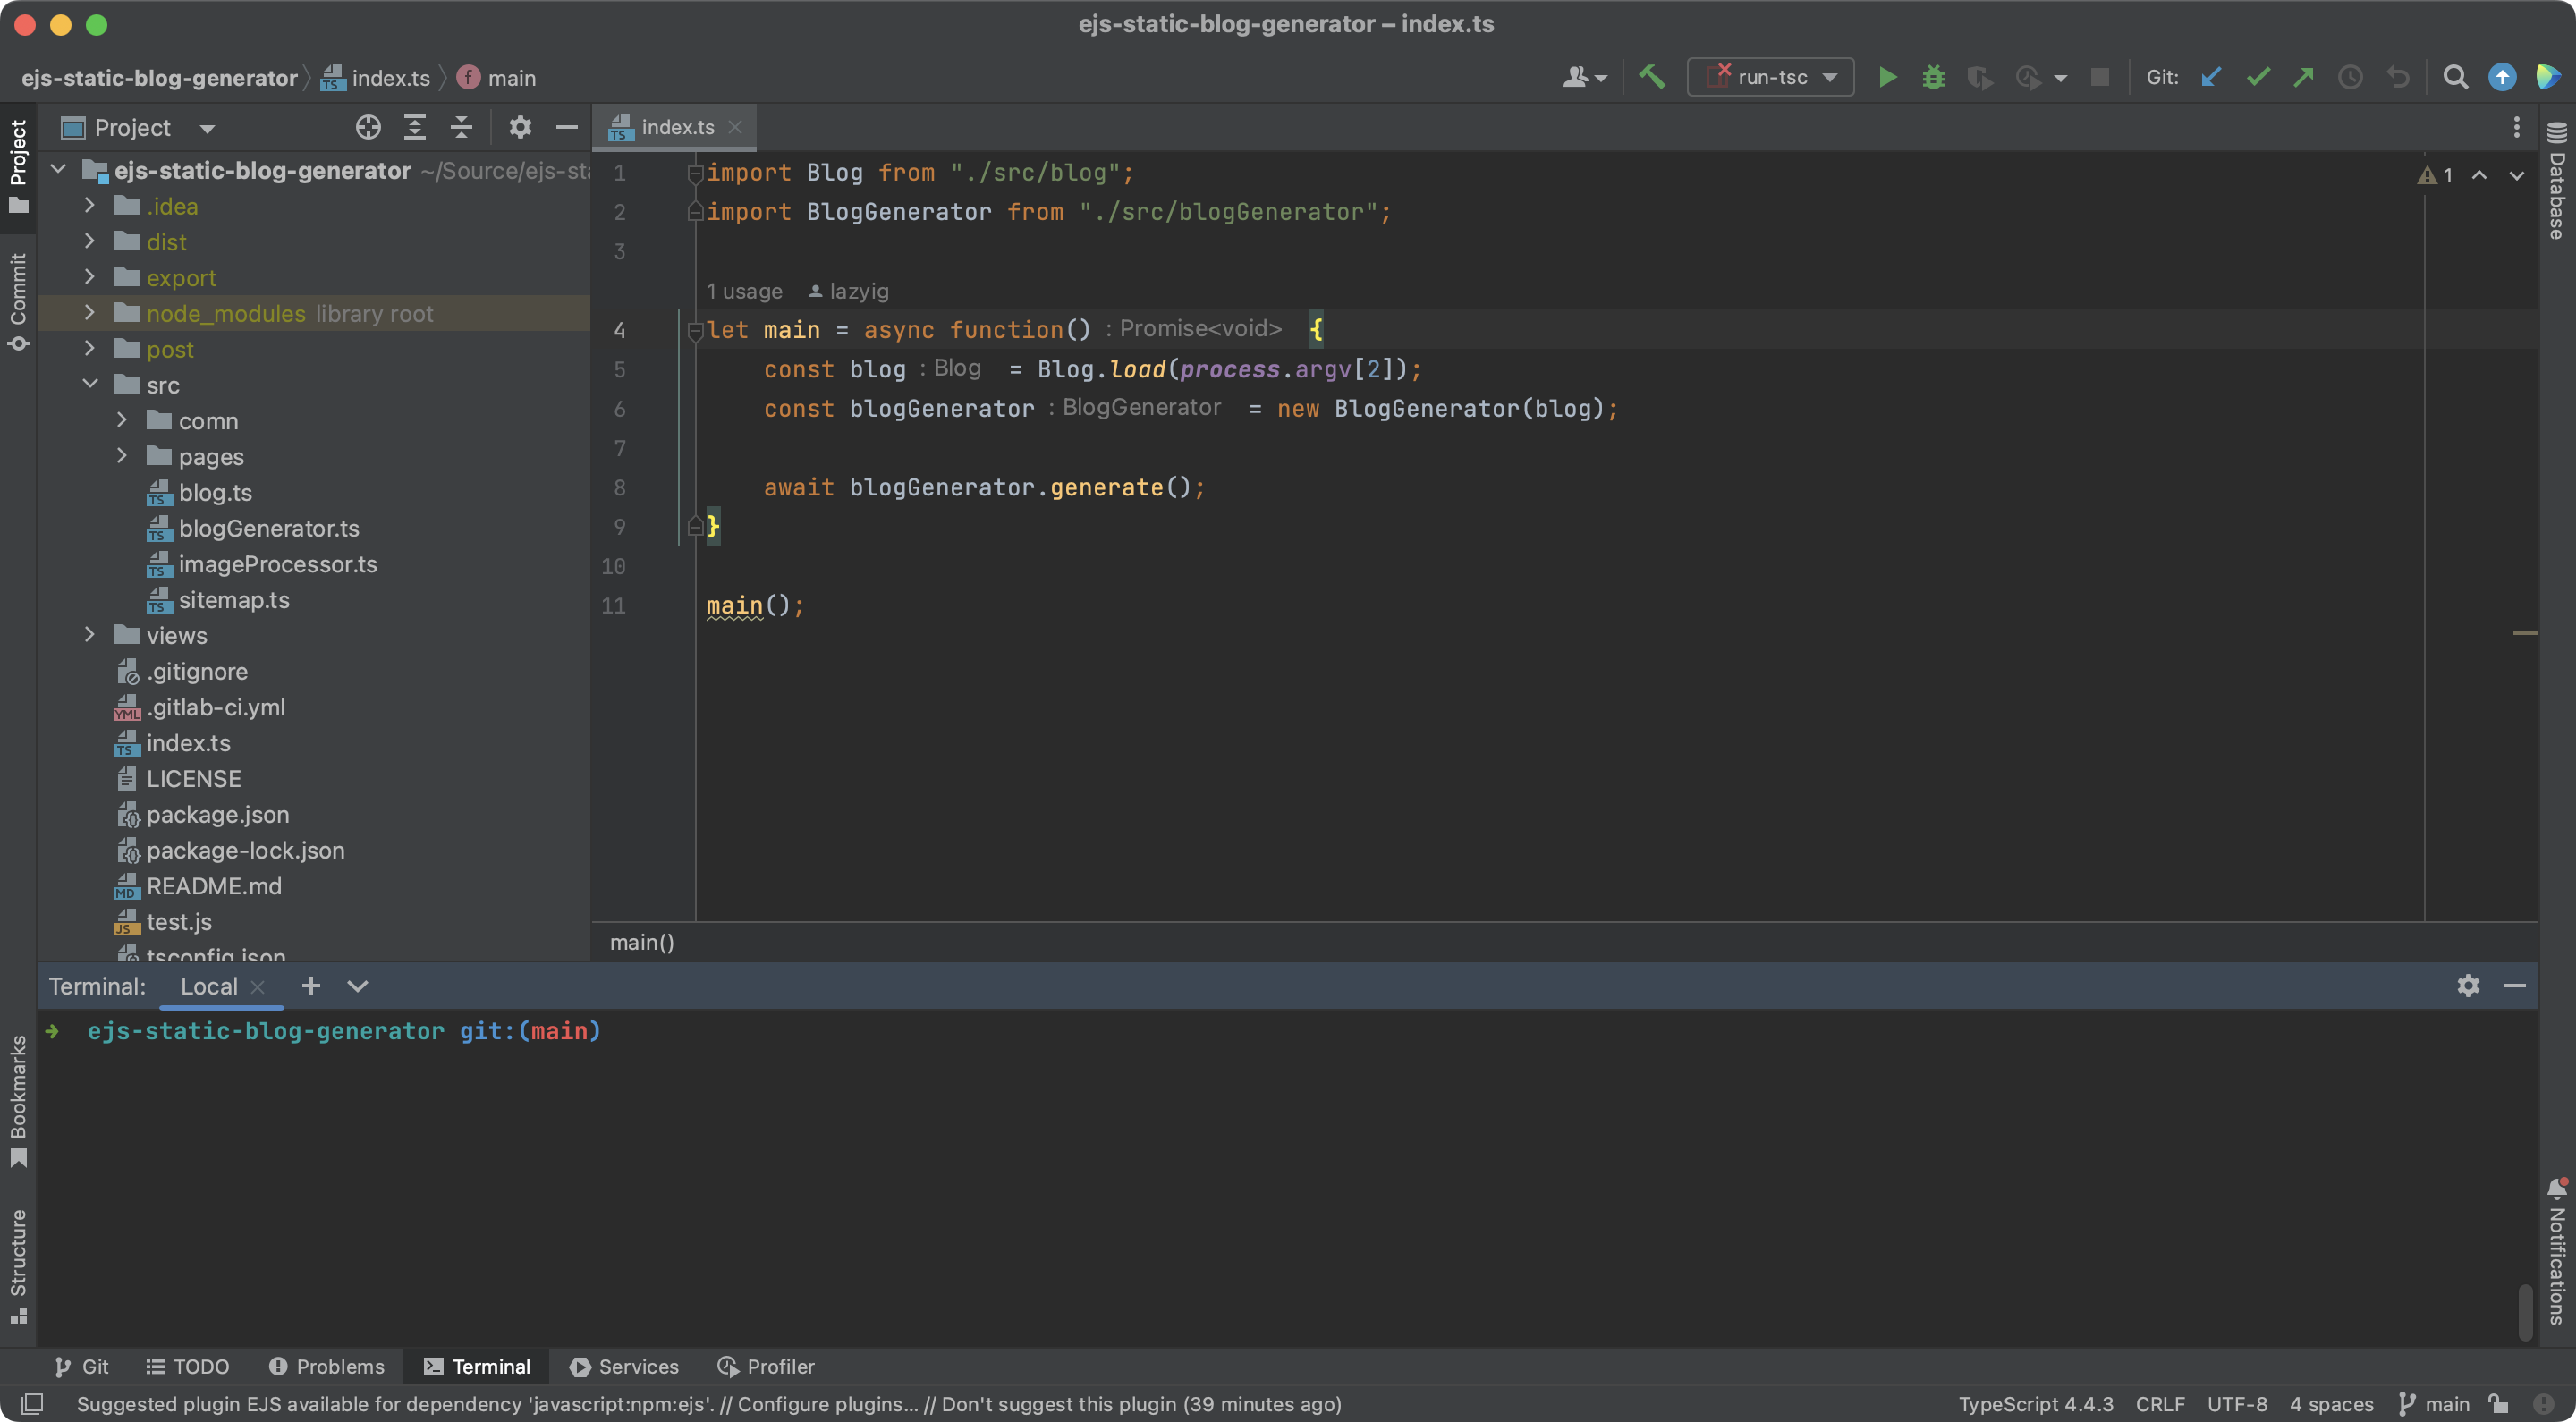 ejs-static-blog-generator – index.ts
ejs-static-blog-generator index.ts main
run-tsc Git:
Project
Commit
Bookmarks
Structure
Project
ejs-static-blog-generator ~/Source/ejs-sta
.idea
dist
export
node_modules library root
post
src
comn
pages
blog.ts
blogGenerator.ts
imageProcessor.ts
sitemap.ts
views
.gitignore
.gitlab-ci.yml
index.ts
LICENSE
package.json
package-lock.json
README.md
test.js
tsconfig.json
index.ts
1 import Blog from "./src/blog";
2 import BlogGenerator from "./src/blogGenerator";
3
1 usage lazyig
4 let main = async function() : Promise<void> {
5 const blog : Blog = Blog.load(process.argv[2]);
6 const blogGenerator : BlogGenerator = new BlogGenerator(blog);
7
8 await blogGenerator.generate();
9 }
10
11 main();
1
main()
Database
Notifications
Terminal: Local
ejs-static-blog-generator git:(main)
Git TODO Problems Terminal Services Profiler
Suggested plugin EJS available for dependency 'javascript:npm:ejs'. // Configure plugins... // Don't suggest this plugin (39 minutes ago)
TypeScript 4.4.3 CRLF UTF-8 4 spaces main